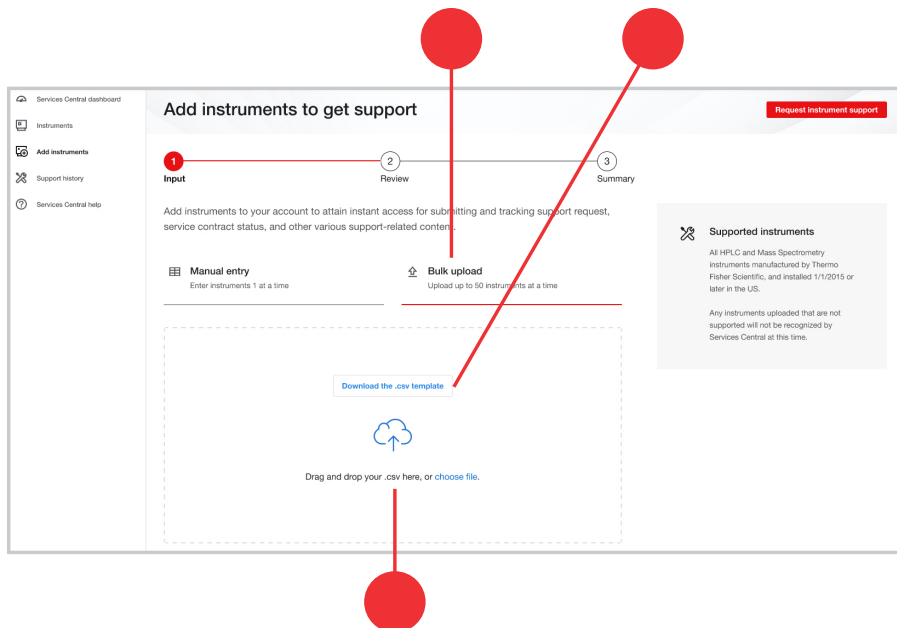 Services Central dashboard
Instruments
Add instruments
Support history
Services Central help
Add instruments to get support
Request instrument support
1
2
3
Input
Review
Summary
Add instruments to your account to attain instant access for submitting and tracking support request,
service contract status, and other various support-related content.
Manual entry
Enter instruments 1 at a time
Bulk upload
Upload up to 50 instruments at a time
Download the .csv template
Drag and drop your .csv here, or choose file.
Supported instruments
All HPLC and Mass Spectrometry
instruments manufactured by Thermo
Fisher Scientific, and installed 1/1/2015 or
later in the US.
Any instruments uploaded that are not
supported will not be recognized by
Services Central at this time.